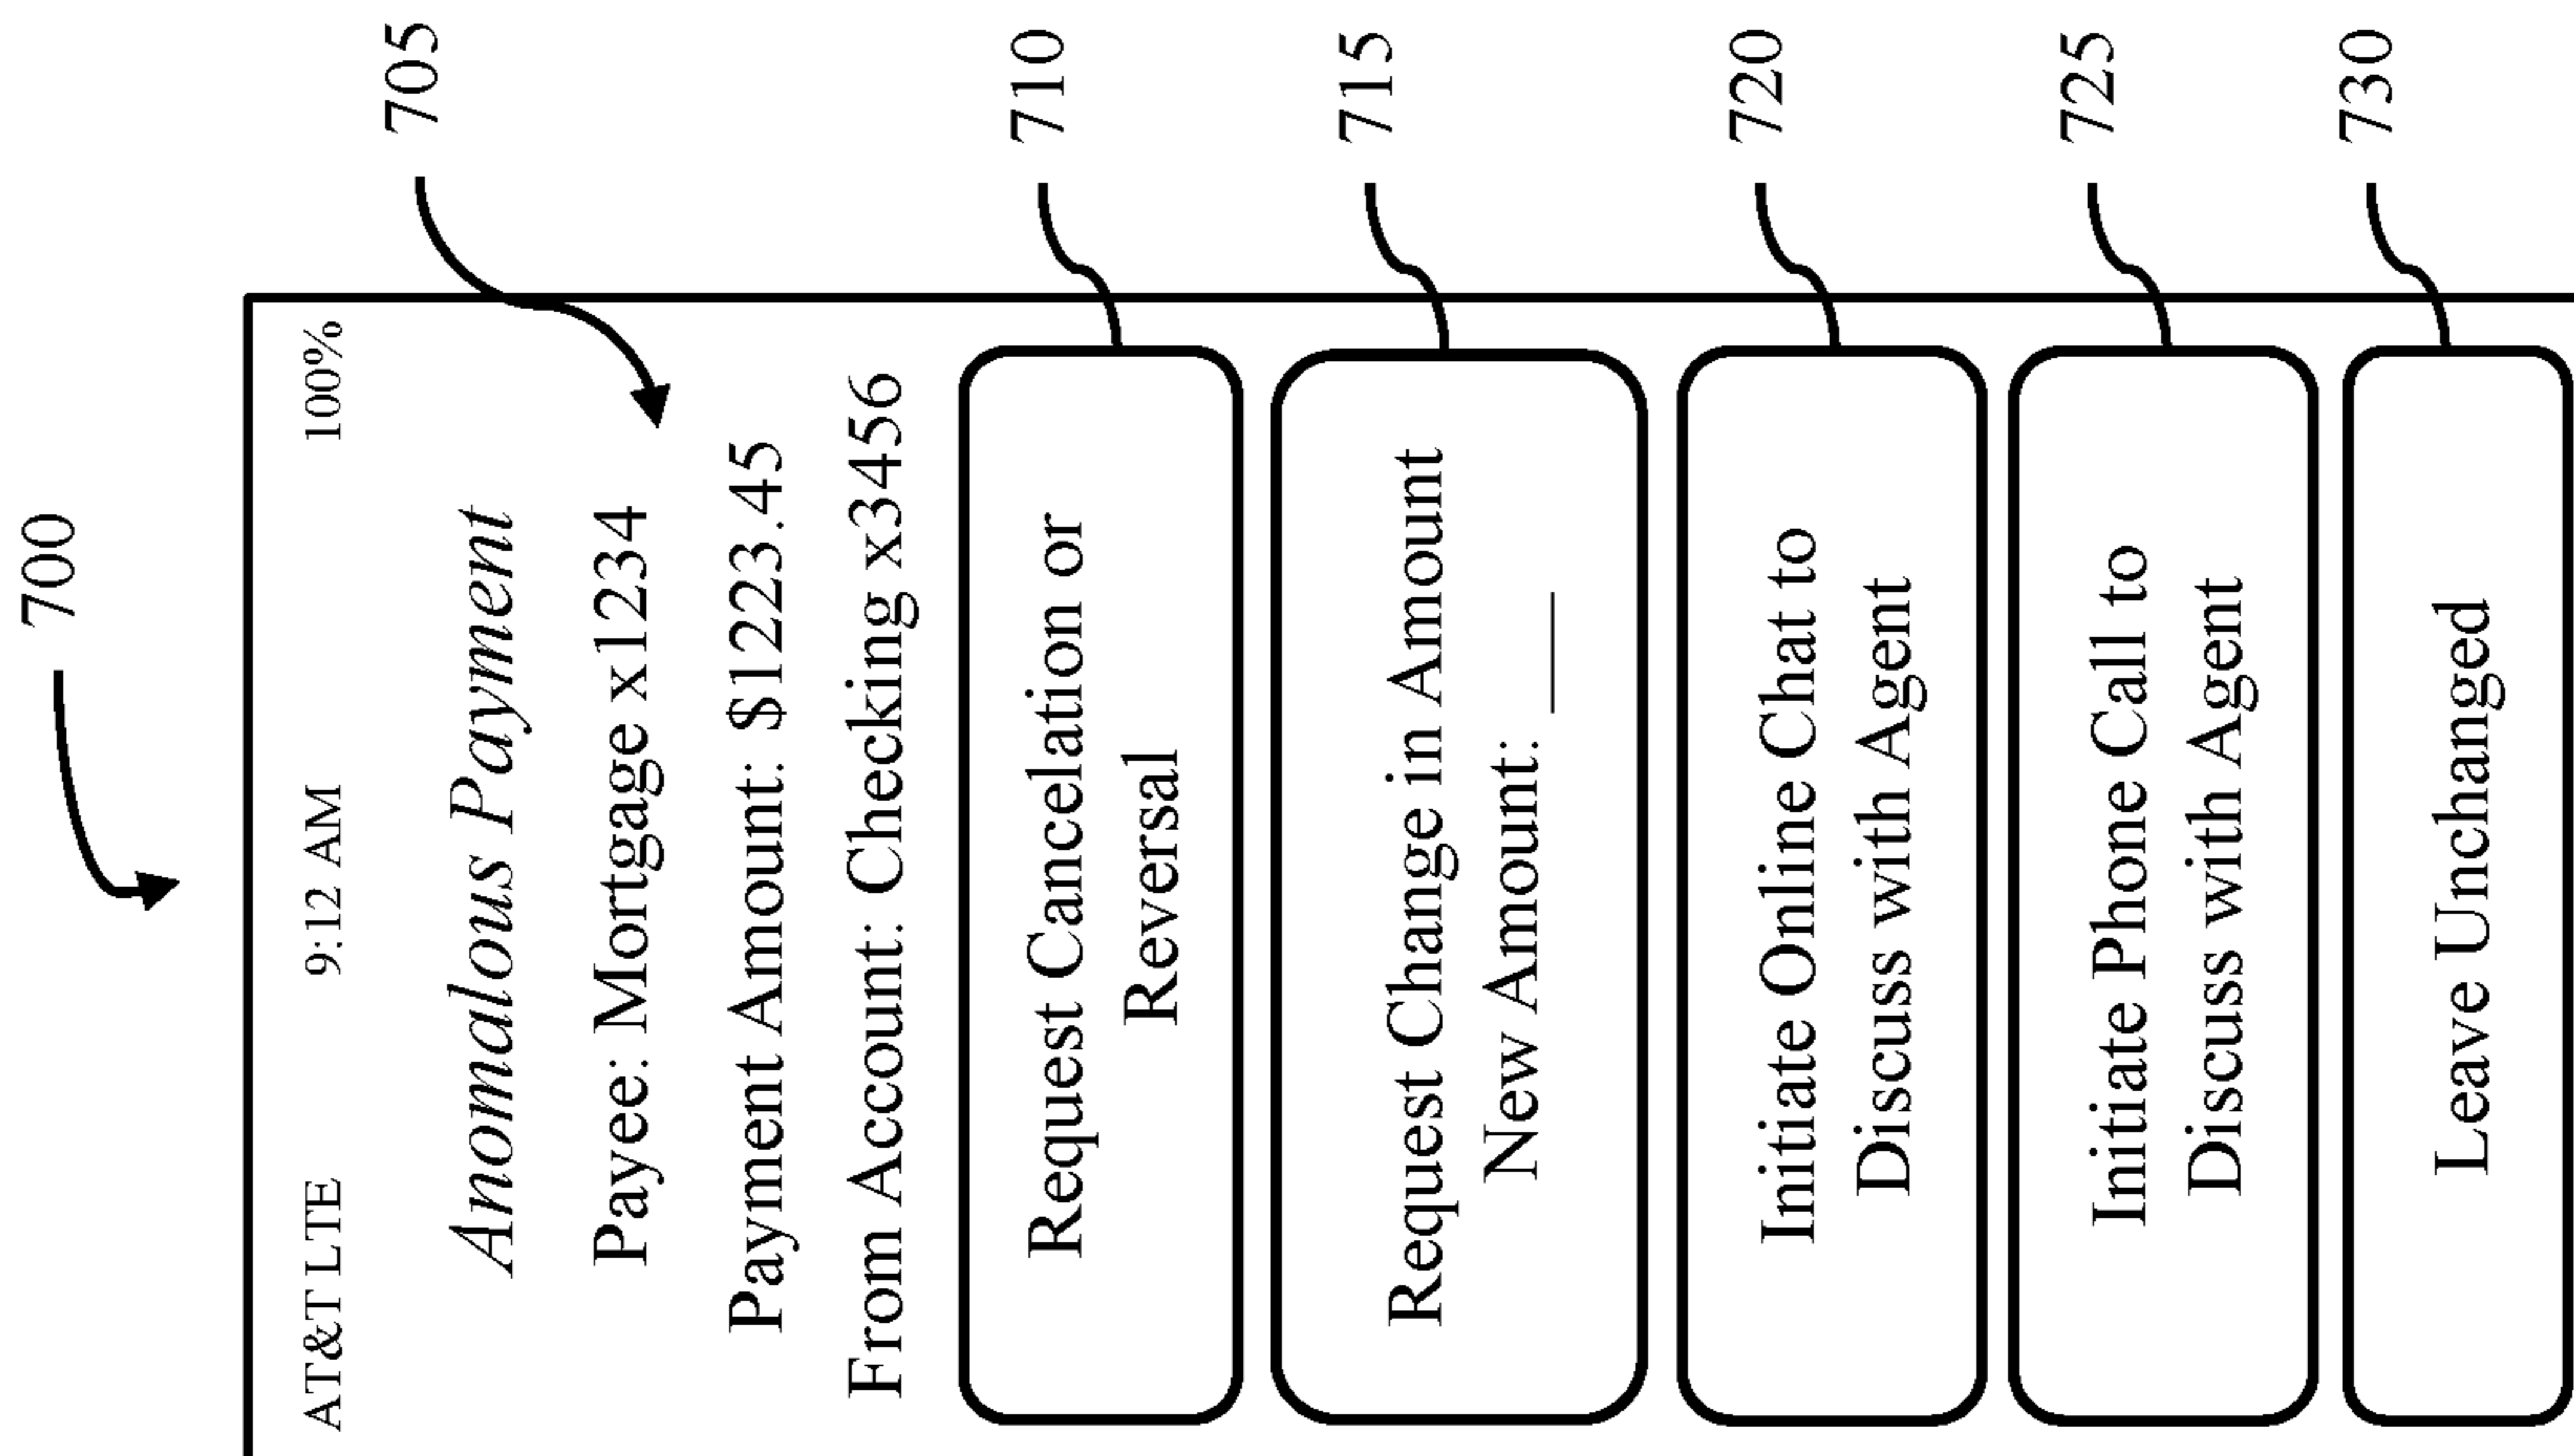 700
AT&T LTE 9:12 AM 100%
705
Anomalous Payment
Payee: Mortgage x1234
Payment Amount: $1223.45
From Account: Checking x3456
710
Request Cancelation or
Reversal
715
Request Change in Amount
New Amount: ___
720
Initiate Online Chat to
Discuss with Agent
725
Initiate Phone Call to
Discuss with Agent
730
Leave Unchanged